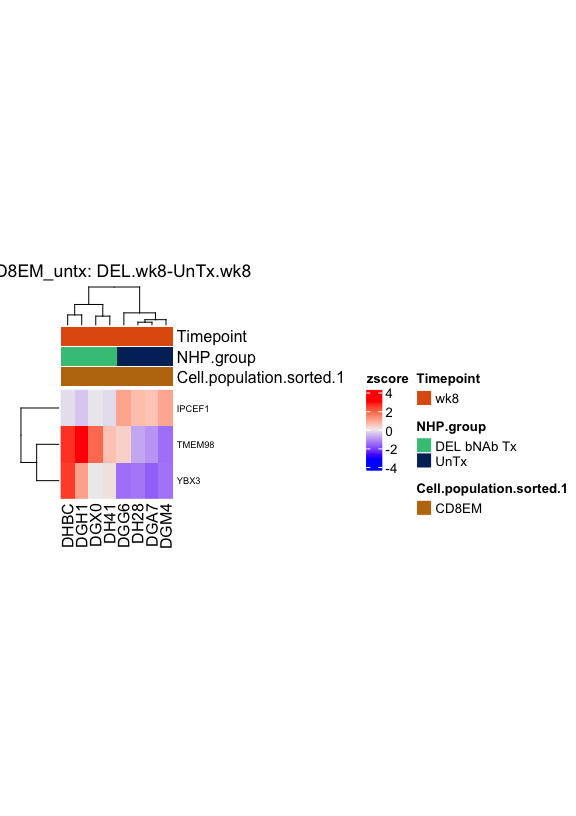 D8EM_untx: DEL.wk8-UnTx.wk8
Timepoint
NHP.group
Cell.population.sorted.1
IPCEF1
TMEM98
YBX3
DHBC
DGH1
DGX0
DH41
DGG6
DH28
DGA7
DGM4
zscore
4
2
0
-2
-4
Timepoint
wk8
NHP.group
DEL bNAb Tx
UnTx
Cell.population.sorted.1
CD8EM